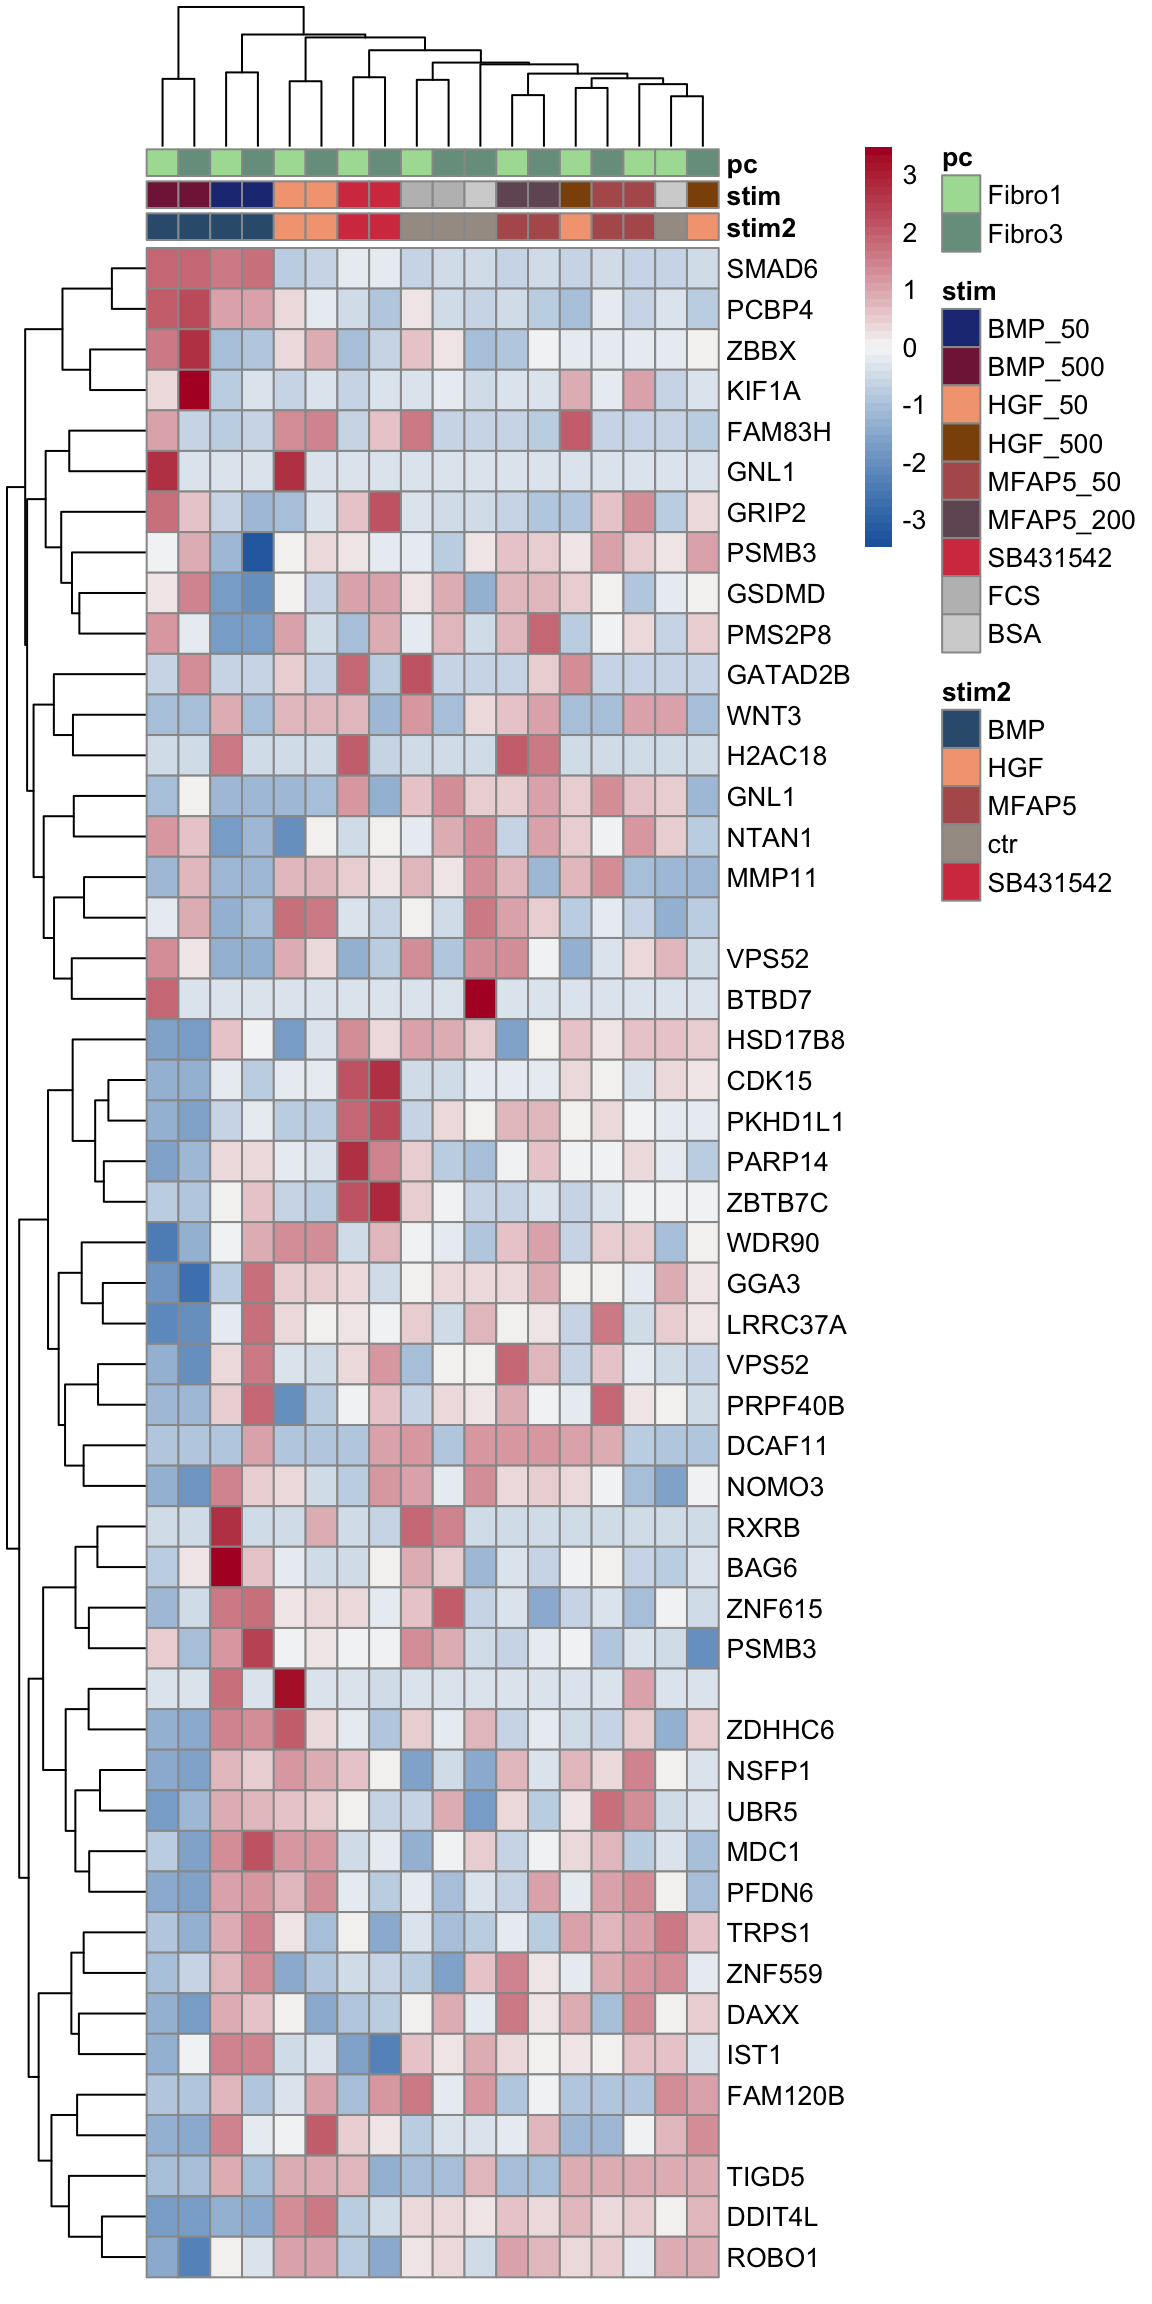 pc
stim
stim2
SMAD6
PCBP4
ZBBX
KIF1A
FAM83H
GNL1
GRIP2
PSMB3
GSDMD
PMS2P8
GATAD2B
WNT3
H2AC18
GNL1
NTAN1
MMP11
VPS52
BTBD7
HSD17B8
CDK15
PKHD1L1
PARP14
ZBTB7C
WDR90
GGA3
LRRC37A
VPS52
PRPF40B
DCAF11
NOMO3
RXRB
BAG6
ZNF615
PSMB3
ZDHHC6
NSFP1
UBR5
MDC1
PFDN6
TRPS1
ZNF559
DAXX
IST1
FAM120B
TIGD5
DDIT4L
ROBO1
3
2
1
0
-1
-2
-3
pc
Fibro1
Fibro3
stim
BMP_50
BMP_500
HGF_50
HGF_500
MFAP5_50
MFAP5_200
SB431542
FCS
BSA
stim2
BMP
HGF
MFAP5
ctr
SB431542